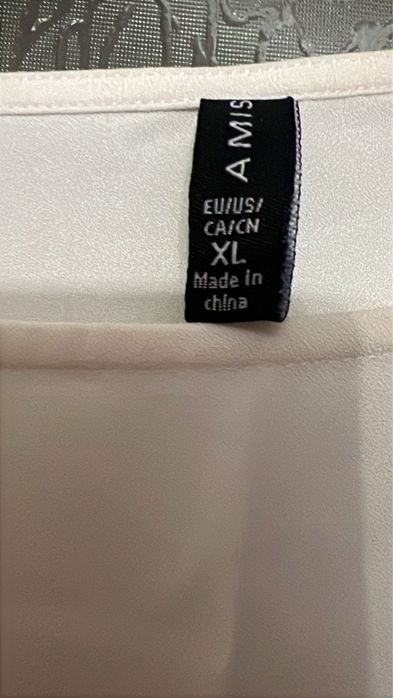 A MIS
EU/US/
CA/CN
XL
Made in
china